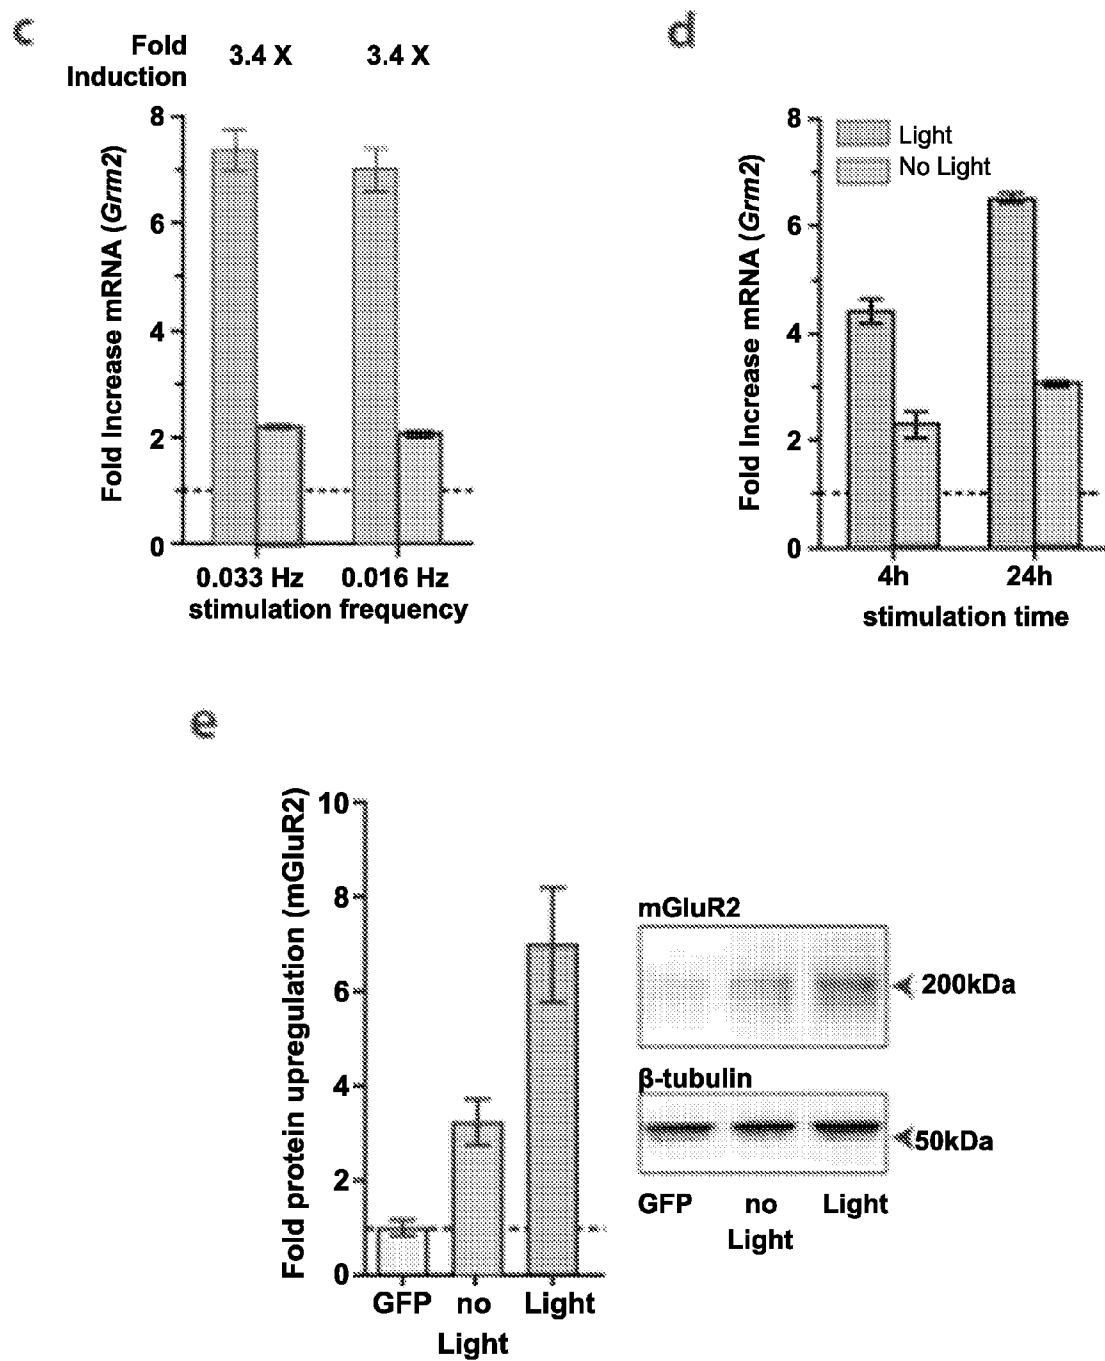 c
Fold
Induction
3.4 X
3.4 X
Fold Increase mRNA (Grm2)
8
6
4
2
0
0.033 Hz
0.016 Hz
stimulation frequency
d
Fold Increase mRNA (Grm2)
8
6
4
2
0
Light
No Light
4h
24h
stimulation time
e
Fold protein upregulation (mGluR2)
10
8
6
4
2
0
GFP
no
Light
Light
mGluR2
200kDa
β-tubulin
50kDa
GFP
no
Light
Light